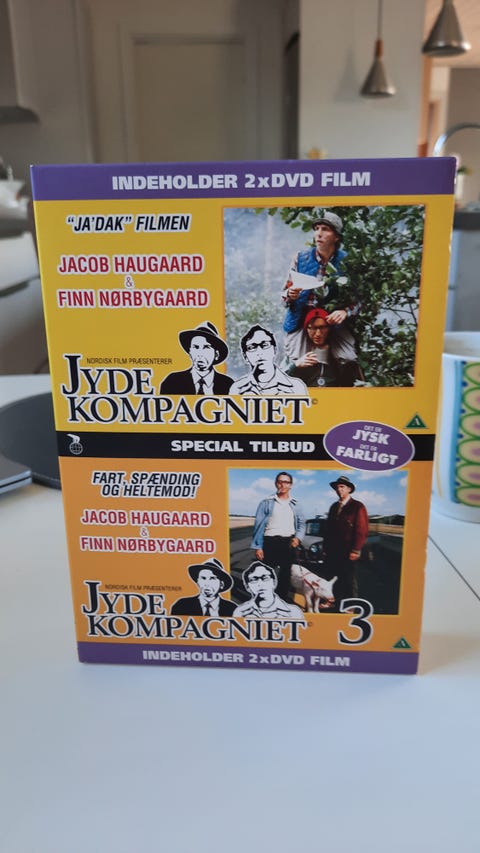 INDEHOLDER 2xDVD FILM
"JA'DAK" FILMEN
JACOB HAUGAARD
&
FINN NØRBYGAARD
NORDISK FILM PRÆSENTERER
JYDE
KOMPAGNIET©
SPECIAL TILBUD
DET ER
JYSK
DET ER
FARLIGT
FART, SPÆNDING
OG HELTEMOD!
JACOB HAUGAARD
&
FINN NØRBYGAARD
NORDISK FILM PRÆSENTERER
JYDE
KOMPAGNIET© 3
INDEHOLDER 2xDVD FILM